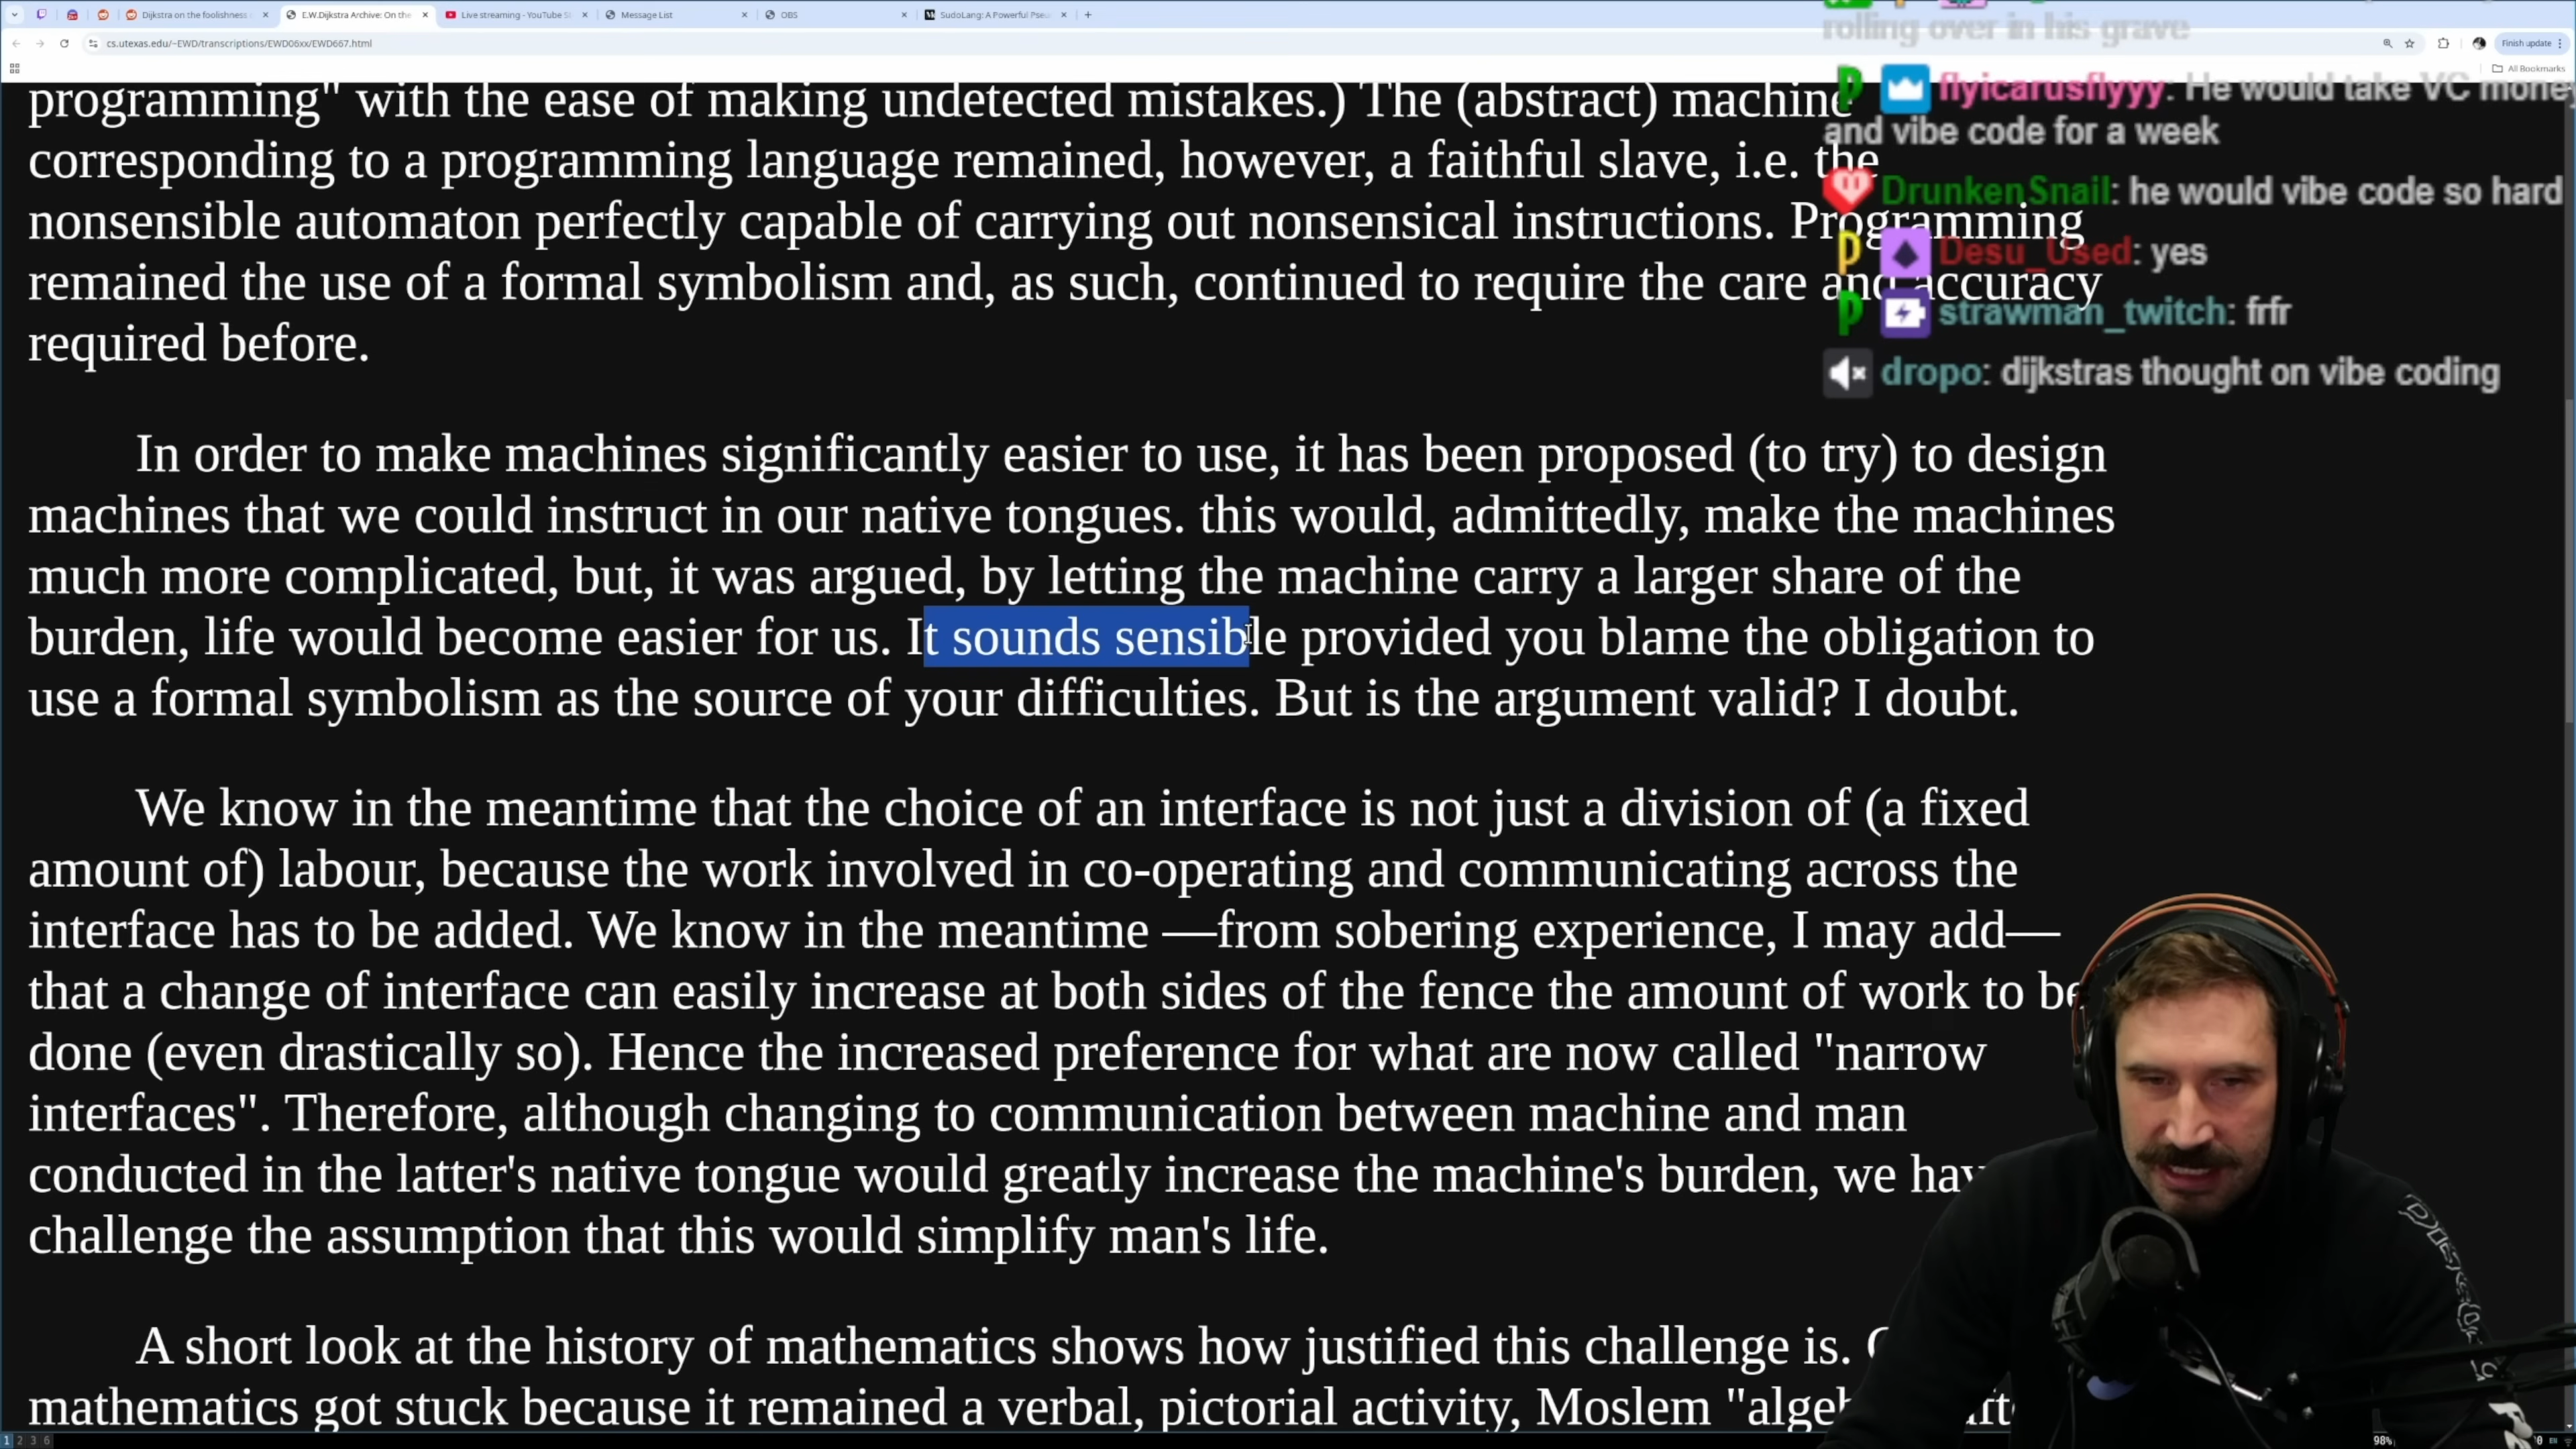 Dijkstra on the foolishness
E.W.Dijkstra Archive: On the
Live streaming - YouTube S
Message List
OBS
SudoLang: A Powerful Pseu
cs.utexas.edu/~EWD/transcriptions/EWD06xx/EWD667.html
Finish update
All Bookmarks
rolling over in his grave
flyicarusflyyy: He would take VC mone
and vibe code for a week
DrunkenSnail: he would vibe code so hard
Desu_Used: yes
strawman_twitch: frfr
dropo: dijkstras thought on vibe coding
programming" with the ease of making undetected mistakes.) The (abstract) machine
corresponding to a programming language remained, however, a faithful slave, i.e. the
nonsensible automaton perfectly capable of carrying out nonsensical instructions. Programming
remained the use of a formal symbolism and, as such, continued to require the care and accuracy
required before.
In order to make machines significantly easier to use, it has been proposed (to try) to design
machines that we could instruct in our native tongues. this would, admittedly, make the machines
much more complicated, but, it was argued, by letting the machine carry a larger share of the
burden, life would become easier for us. It sounds sensible provided you blame the obligation to
use a formal symbolism as the source of your difficulties. But is the argument valid? I doubt.
We know in the meantime that the choice of an interface is not just a division of (a fixed
amount of) labour, because the work involved in co-operating and communicating across the
interface has to be added. We know in the meantime —from sobering experience, I may add—
that a change of interface can easily increase at both sides of the fence the amount of work to be
done (even drastically so). Hence the increased preference for what are now called "narrow
interfaces". Therefore, although changing to communication between machine and man
conducted in the latter's native tongue would greatly increase the machine's burden, we hav
challenge the assumption that this would simplify man's life.
A short look at the history of mathematics shows how justified this challenge is.
mathematics got stuck because it remained a verbal, pictorial activity, Moslem "algeb
1 2 3 6
98%